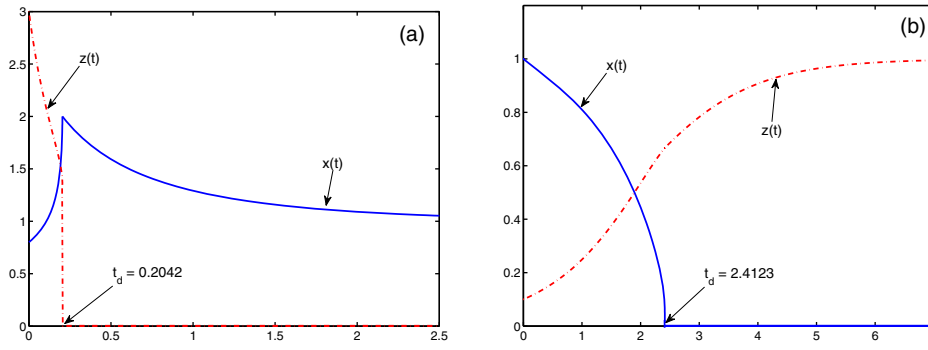 (a)
3
2.5
2
1.5
1
0.5
0
z(t)
x(t)
t_d = 0.2042
0 0.5 1 1.5 2 2.5
(b)
1
0.8
0.6
0.4
0.2
0
x(t)
z(t)
t_d = 2.4123
0 1 2 3 4 5 6